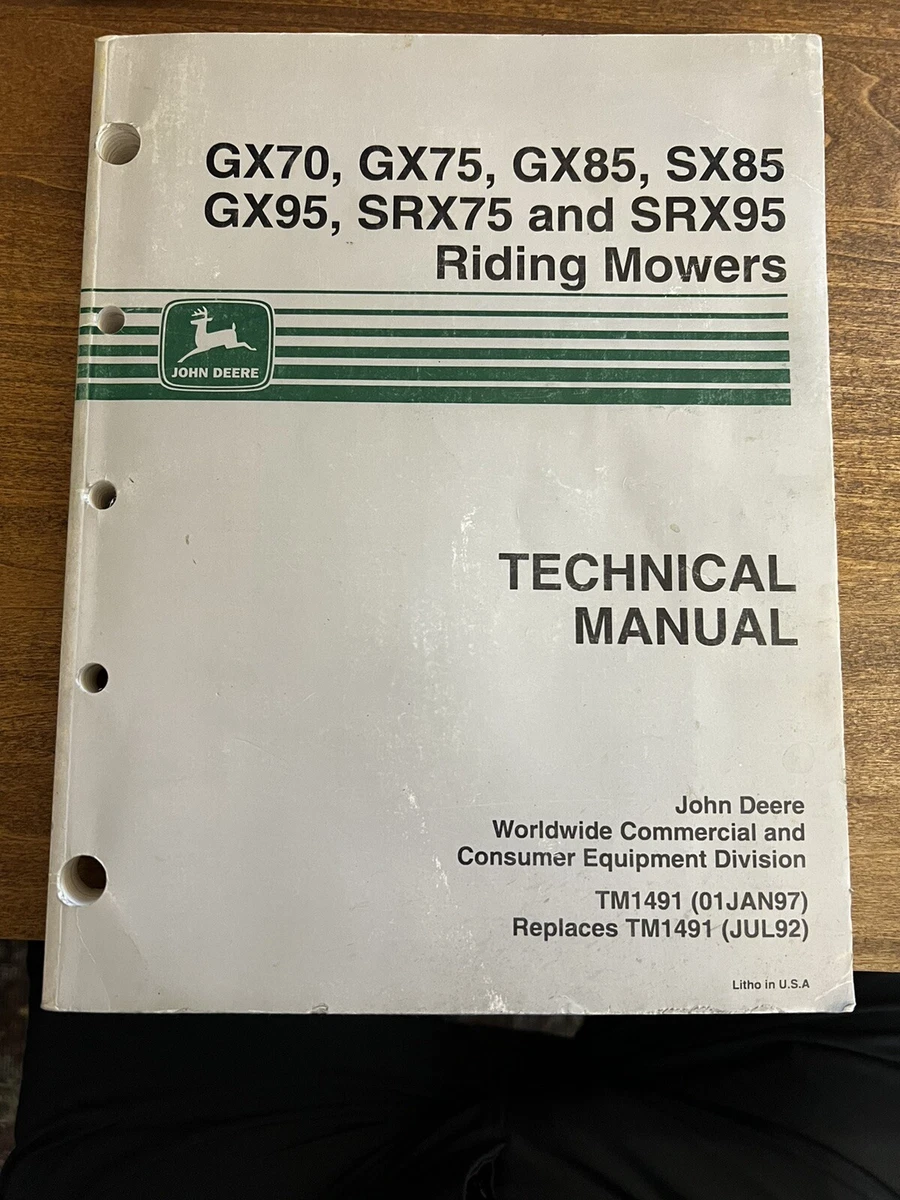 GX70, GX75, GX85, SX85
GX95, SRX75 and SRX95
Riding Mowers
JOHN DEERE
TECHNICAL
MANUAL
John Deere
Worldwide Commercial and
Consumer Equipment Division
TM1491 (01JAN97)
Replaces TM1491 (JUL92)
Litho in U.S.A